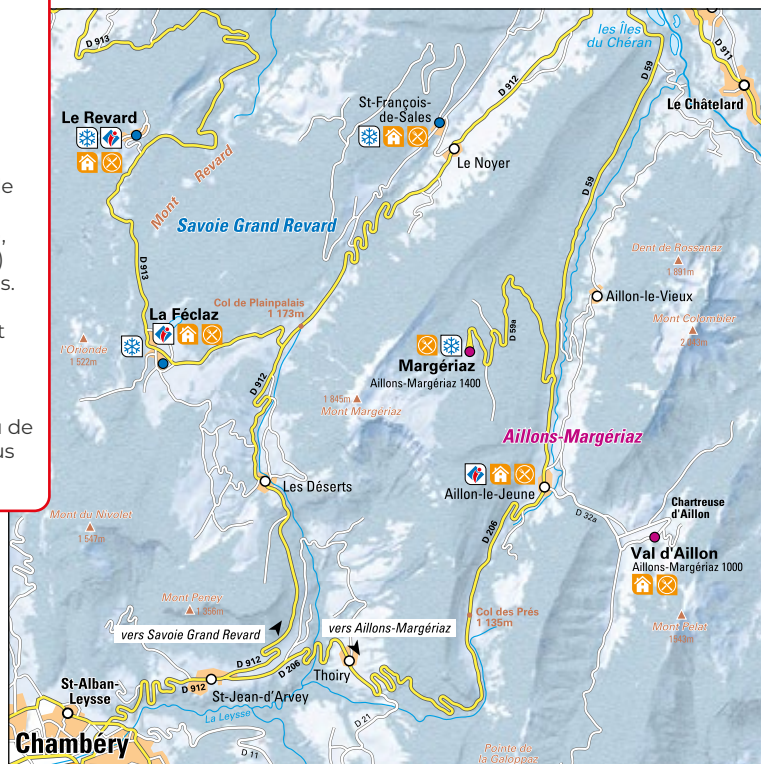 e
,
)
s.
t
u de
us
D 913
Le Revard
Mont Revard
St-François-
de-Sales
D 912
Le Noyer
les Îles
du Chéran
D 59
D 911
Le Châtelard
Savoie Grand Revard
D 59
Dent de Rossanaz
1 891m
D 913
Aillon-le-Vieux
Col de Plainpalais
1 173m
La Féclaz
l'Orionde
1 522m
D 59a
Margériaz
Aillons-Margériaz 1400
Mont Colombier
D 912
1 845m
Mont Margériaz
Aillons-Margériaz
Les Déserts
Aillon-le-Jeune
Mont du Nivolet
1 547m
D 206
D 32a
Chartreuse
d'Aillon
Val d'Aillon
Aillons-Margériaz 1000
Mont Peney
1 356m
Col des Prés
1 135m
Mont Pelat
1543m
vers Savoie Grand Revard
vers Aillons-Margériaz
D 912
D 206
Thoiry
St-Alban-
Leysse
D 912
St-Jean-d'Arvey
La Leysse
D 21
Chambéry
D 11
Pointe de
la Galoppaz